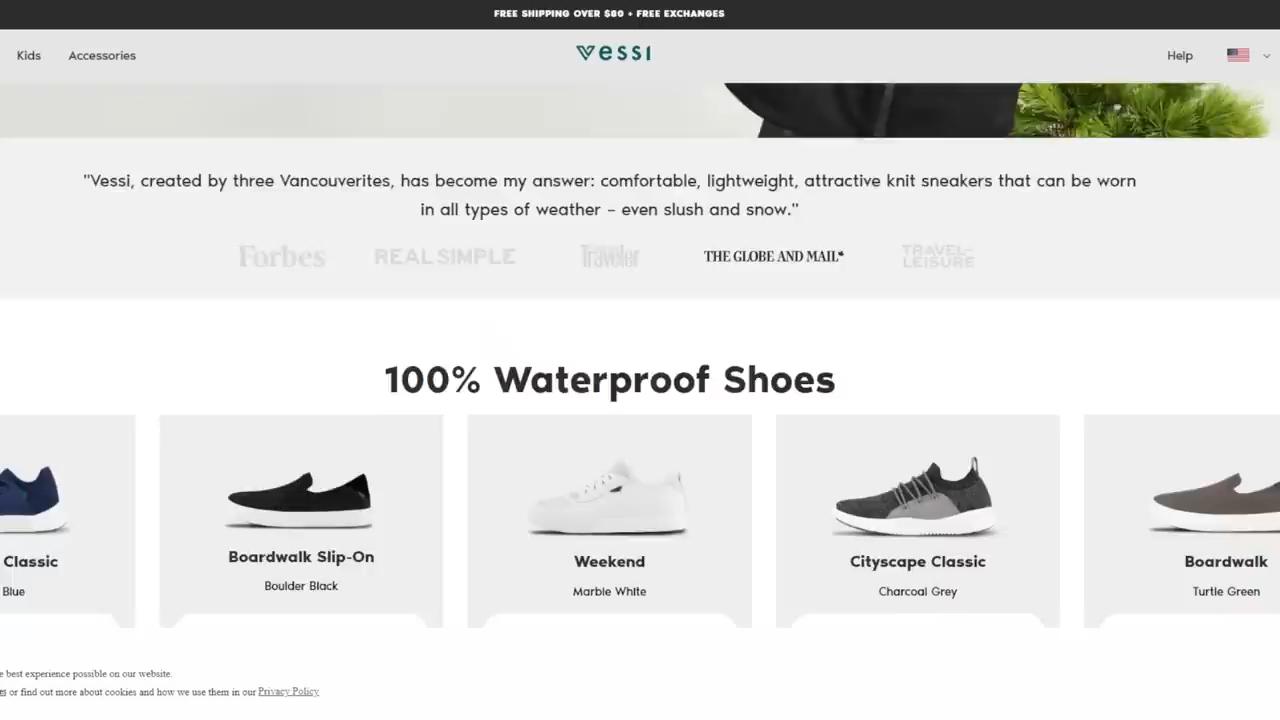 FREE SHIPPING OVER $80 + FREE EXCHANGES
Kids Accessories vessi Help
"Vessi, created by three Vancouverites, has become my answer: comfortable, lightweight, attractive knit sneakers that can be worn
in all types of weather – even slush and snow."
Forbes REAL SIMPLE Traveler THE GLOBE AND MAIL* TRAVEL+
LEISURE
100% Waterproof Shoes
Classic
Blue
Boardwalk Slip-On
Boulder Black
Weekend
Marble White
Cityscape Classic
Charcoal Grey
Boardwalk
Turtle Green
e best experience possible on our website.
es or find out more about cookies and how we use them in our Privacy Policy